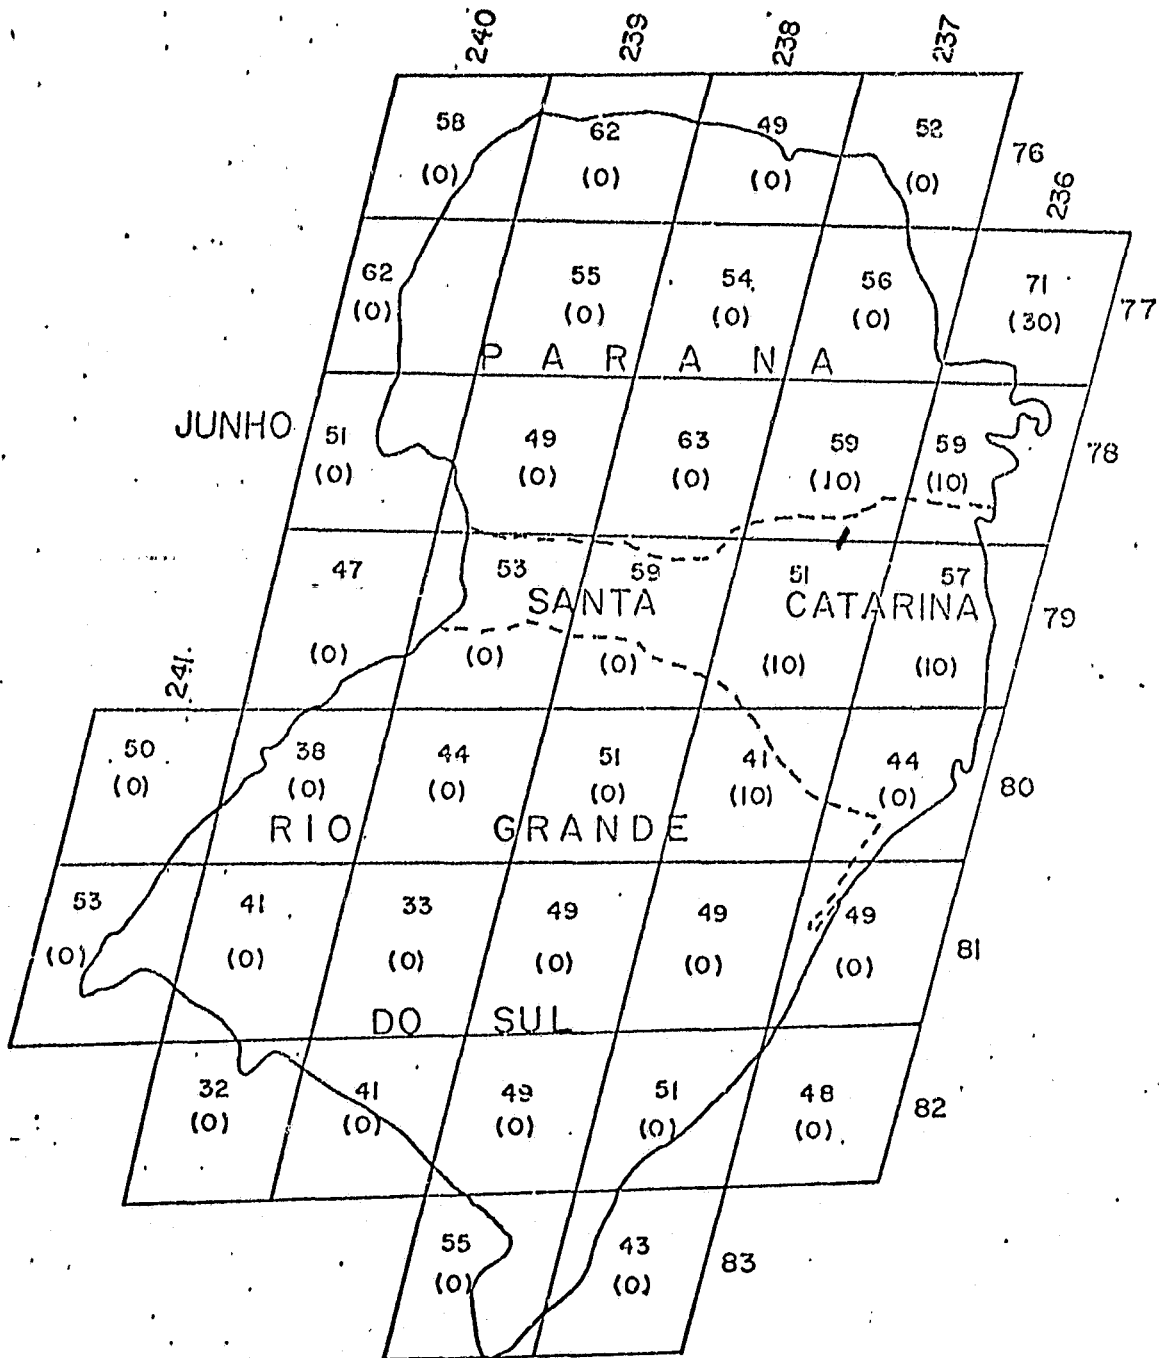 240 239 238 237
58 62 49 52
(0) (0) (0) (0)
76
236
62 55 54 56 71
(0) (0) (0) (0) (30)
77
P A R A N A
JUNHO
51 49 63 59 59
(0) (0) (0) (10) (10)
78
47 53 59 51 57
SANTA CATARINA
79
(0) (0) (0) (10) (10)
241
50 38 44 51 41 44
(0) (0) (0) (0) (10) (0)
80
RIO GRANDE
53 41 33 49 49 49
(0) (0) (0) (0) (0) (0)
81
DO SUL
32 41 49 51 48
(0) (0) (0) (0) (0)
82
55 43
(0) (0)
83